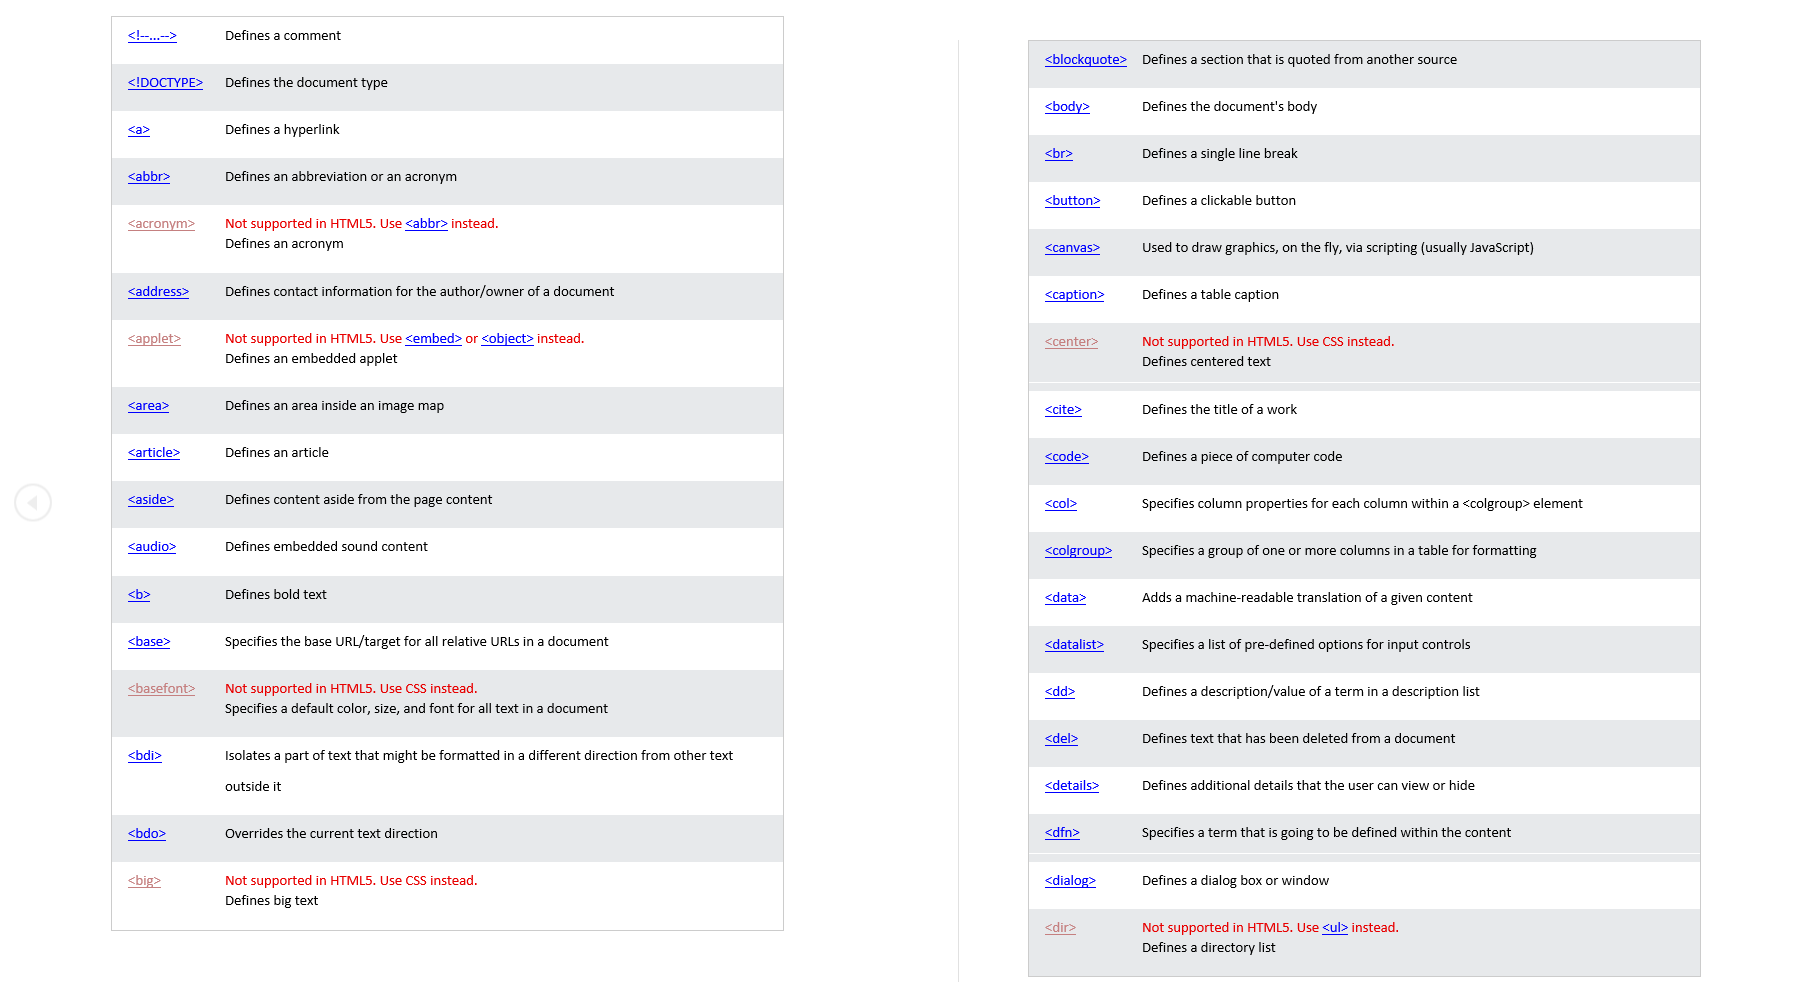 <!--...--> Defines a comment
<!DOCTYPE> Defines the document type
<a> Defines a hyperlink
<abbr> Defines an abbreviation or an acronym
<acronym> Not supported in HTML5. Use <abbr> instead.
Defines an acronym
<address> Defines contact information for the author/owner of a document
<applet> Not supported in HTML5. Use <embed> or <object> instead.
Defines an embedded applet
<area> Defines an area inside an image map
<article> Defines an article
<aside> Defines content aside from the page content
<audio> Defines embedded sound content
<b> Defines bold text
<base> Specifies the base URL/target for all relative URLs in a document
<basefont> Not supported in HTML5. Use CSS instead.
Specifies a default color, size, and font for all text in a document
<bdi> Isolates a part of text that might be formatted in a different direction from other text
outside it
<bdo> Overrides the current text direction
<big> Not supported in HTML5. Use CSS instead.
Defines big text
<blockquote> Defines a section that is quoted from another source
<body> Defines the document's body
<br> Defines a single line break
<button> Defines a clickable button
<canvas> Used to draw graphics, on the fly, via scripting (usually JavaScript)
<caption> Defines a table caption
<center> Not supported in HTML5. Use CSS instead.
Defines centered text
<cite> Defines the title of a work
<code> Defines a piece of computer code
<col> Specifies column properties for each column within a <colgroup> element
<colgroup> Specifies a group of one or more columns in a table for formatting
<data> Adds a machine-readable translation of a given content
<datalist> Specifies a list of pre-defined options for input controls
<dd> Defines a description/value of a term in a description list
<del> Defines text that has been deleted from a document
<details> Defines additional details that the user can view or hide
<dfn> Specifies a term that is going to be defined within the content
<dialog> Defines a dialog box or window
<dir> Not supported in HTML5. Use <ul> instead.
Defines a directory list